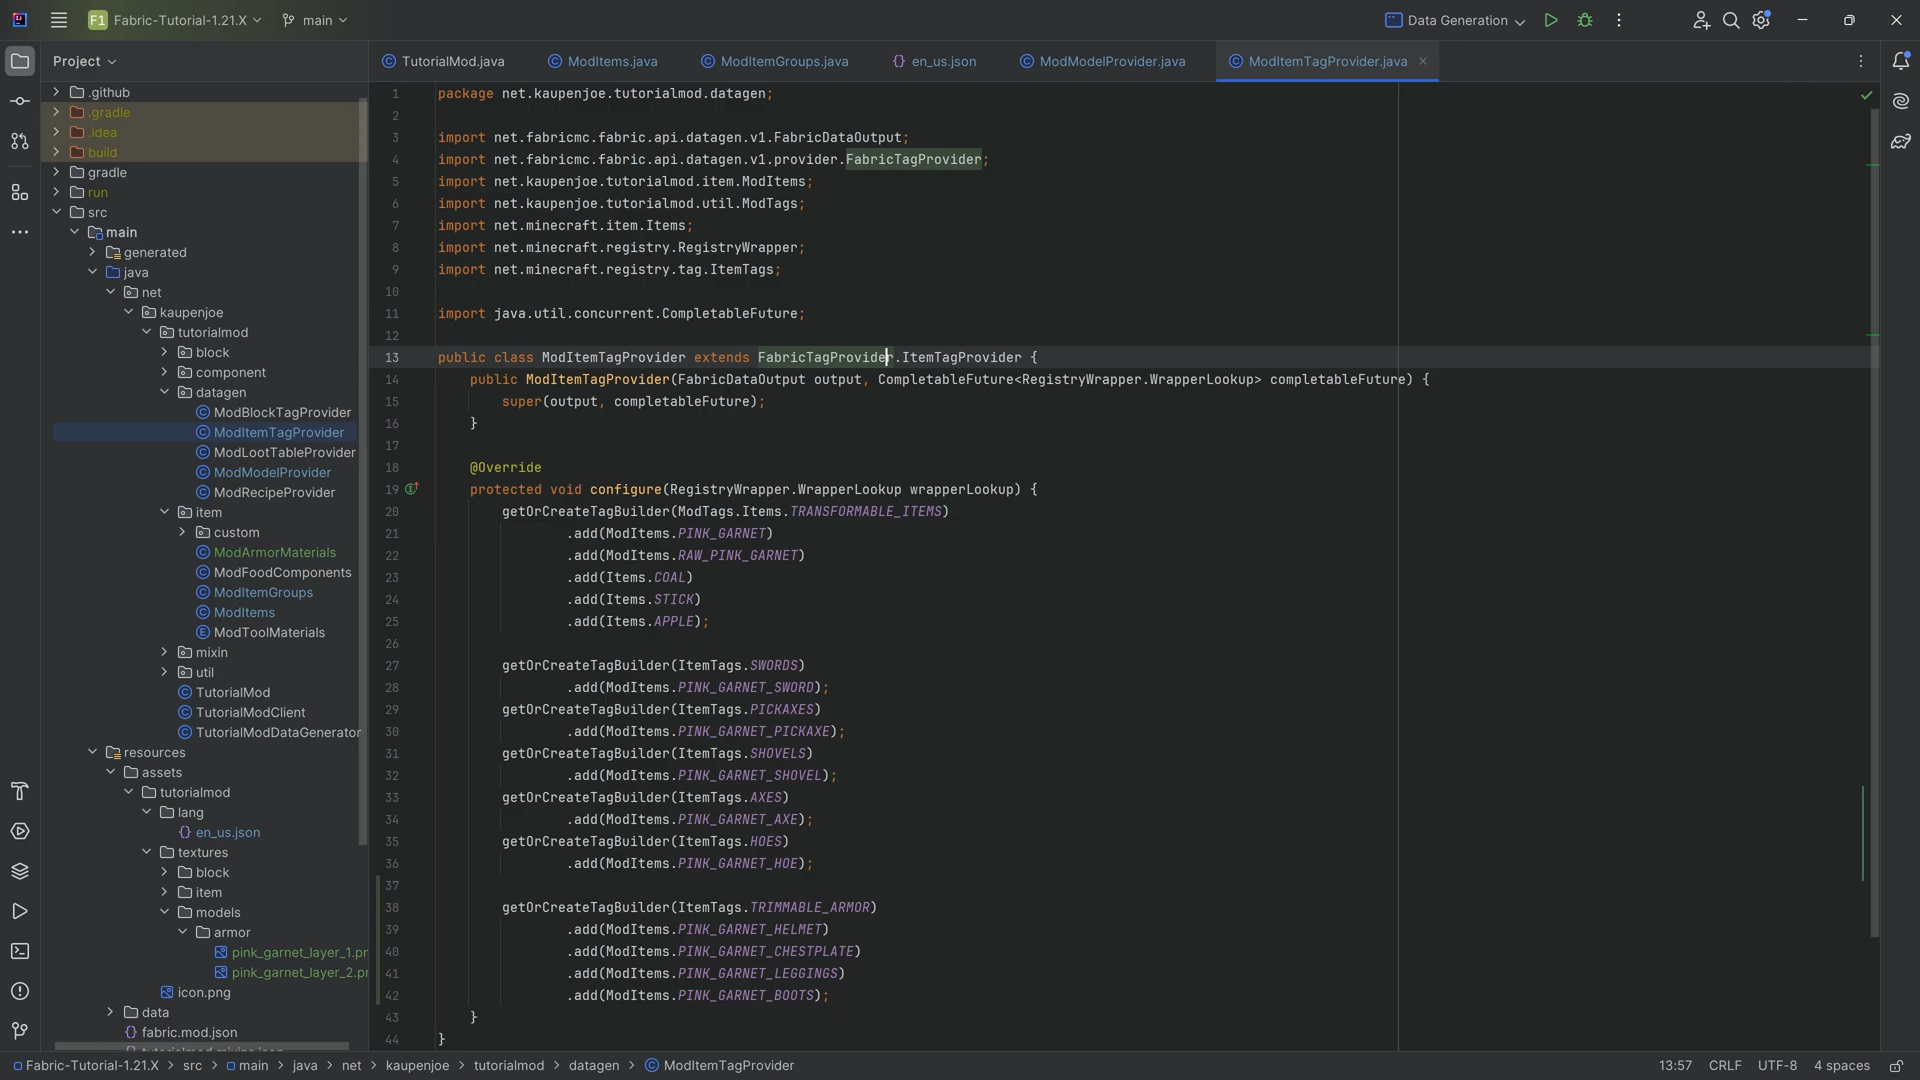 F1 Fabric-Tutorial-1.21.X main Data Generation
Project TutorialMod.java ModItems.java ModItemGroups.java en_us.json ModModelProvider.java ModItemTagProvider.java
.github
.gradle
.idea
build
gradle
run
src
main
generated
java
net
kaupenjoe
tutorialmod
block
component
datagen
ModBlockTagProvider
ModItemTagProvider
ModLootTableProvider
ModModelProvider
ModRecipeProvider
item
custom
ModArmorMaterials
ModFoodComponents
ModItemGroups
ModItems
ModToolMaterials
mixin
util
TutorialMod
TutorialModClient
TutorialModDataGenerator
resources
assets
tutorialmod
lang
en_us.json
textures
block
item
models
armor
pink_garnet_layer_1.pr
pink_garnet_layer_2.pr
icon.png
data
fabric.mod.json
1 package net.kaupenjoe.tutorialmod.datagen;
2
3 import net.fabricmc.fabric.api.datagen.v1.FabricDataOutput;
4 import net.fabricmc.fabric.api.datagen.v1.provider.FabricTagProvider;
5 import net.kaupenjoe.tutorialmod.item.ModItems;
6 import net.kaupenjoe.tutorialmod.util.ModTags;
7 import net.minecraft.item.Items;
8 import net.minecraft.registry.RegistryWrapper;
9 import net.minecraft.registry.tag.ItemTags;
10
11 import java.util.concurrent.CompletableFuture;
12
13 public class ModItemTagProvider extends FabricTagProvider.ItemTagProvider {
14 public ModItemTagProvider(FabricDataOutput output, CompletableFuture<RegistryWrapper.WrapperLookup> completableFuture) {
15 super(output, completableFuture);
16 }
17
18 @Override
19 protected void configure(RegistryWrapper.WrapperLookup wrapperLookup) {
20 getOrCreateTagBuilder(ModTags.Items.TRANSFORMABLE_ITEMS)
21 .add(ModItems.PINK_GARNET)
22 .add(ModItems.RAW_PINK_GARNET)
23 .add(Items.COAL)
24 .add(Items.STICK)
25 .add(Items.APPLE);
26
27 getOrCreateTagBuilder(ItemTags.SWORDS)
28 .add(ModItems.PINK_GARNET_SWORD);
29 getOrCreateTagBuilder(ItemTags.PICKAXES)
30 .add(ModItems.PINK_GARNET_PICKAXE);
31 getOrCreateTagBuilder(ItemTags.SHOVELS)
32 .add(ModItems.PINK_GARNET_SHOVEL);
33 getOrCreateTagBuilder(ItemTags.AXES)
34 .add(ModItems.PINK_GARNET_AXE);
35 getOrCreateTagBuilder(ItemTags.HOES)
36 .add(ModItems.PINK_GARNET_HOE);
37
38 getOrCreateTagBuilder(ItemTags.TRIMMABLE_ARMOR)
39 .add(ModItems.PINK_GARNET_HELMET)
40 .add(ModItems.PINK_GARNET_CHESTPLATE)
41 .add(ModItems.PINK_GARNET_LEGGINGS)
42 .add(ModItems.PINK_GARNET_BOOTS);
43 }
44 }
Fabric-Tutorial-1.21.X > src > main > java > net > kaupenjoe > tutorialmod > datagen > ModItemTagProvider 13:57 CRLF UTF-8 4 spaces